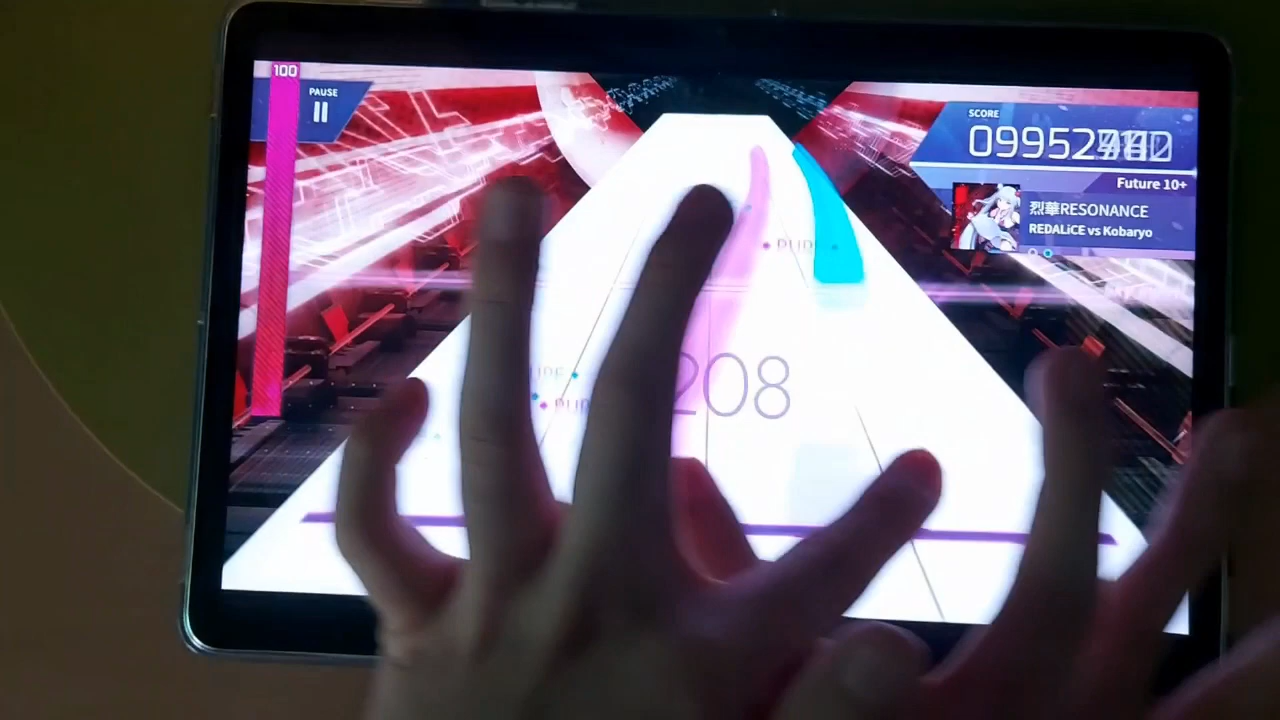 100
PAUSE
SCORE
Future 10+
烈華RESONANCE
REDALiCE vs Kobaryo
PURE
208